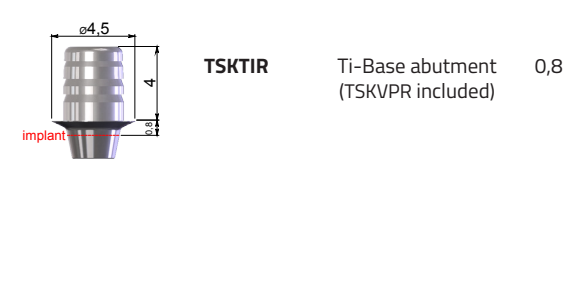 ø4,5
TSKTIR Ti-Base abutment 0,8
(TSKVPR included)
4
0,8
implant